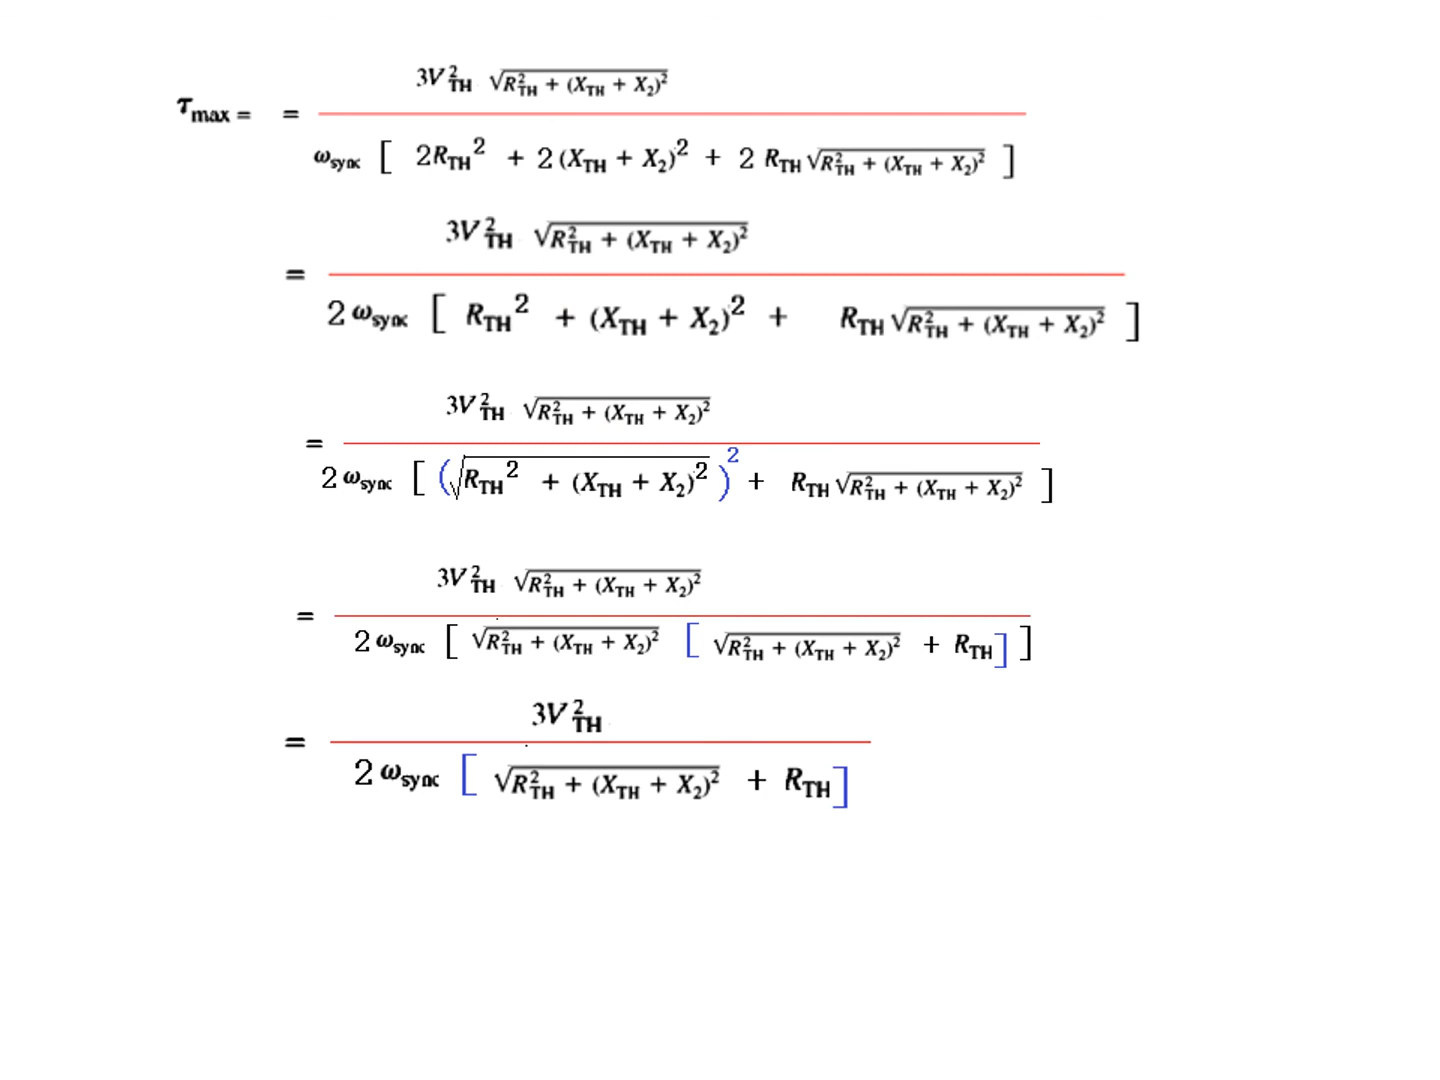 τmax = = 3V²TH √R²TH + (XTH + X2)²
ωsync [ 2RTH² + 2 (XTH + X2)² + 2 RTH √R²TH + (XTH + X2)² ]
3V²TH √R²TH + (XTH + X2)²
=
2 ωsync [ RTH² + (XTH + X2)² + RTH √R²TH + (XTH + X2)² ]
3V²TH √R²TH + (XTH + X2)²
=
2 ωsync [ (√RTH² + (XTH + X2)²)² + RTH √R²TH + (XTH + X2)² ]
3V²TH √R²TH + (XTH + X2)²
=
2 ωsync [ √R²TH + (XTH + X2)² [ √R²TH + (XTH + X2)² + RTH ] ]
3V²TH
=
2 ωsync [ √R²TH + (XTH + X2)² + RTH ]